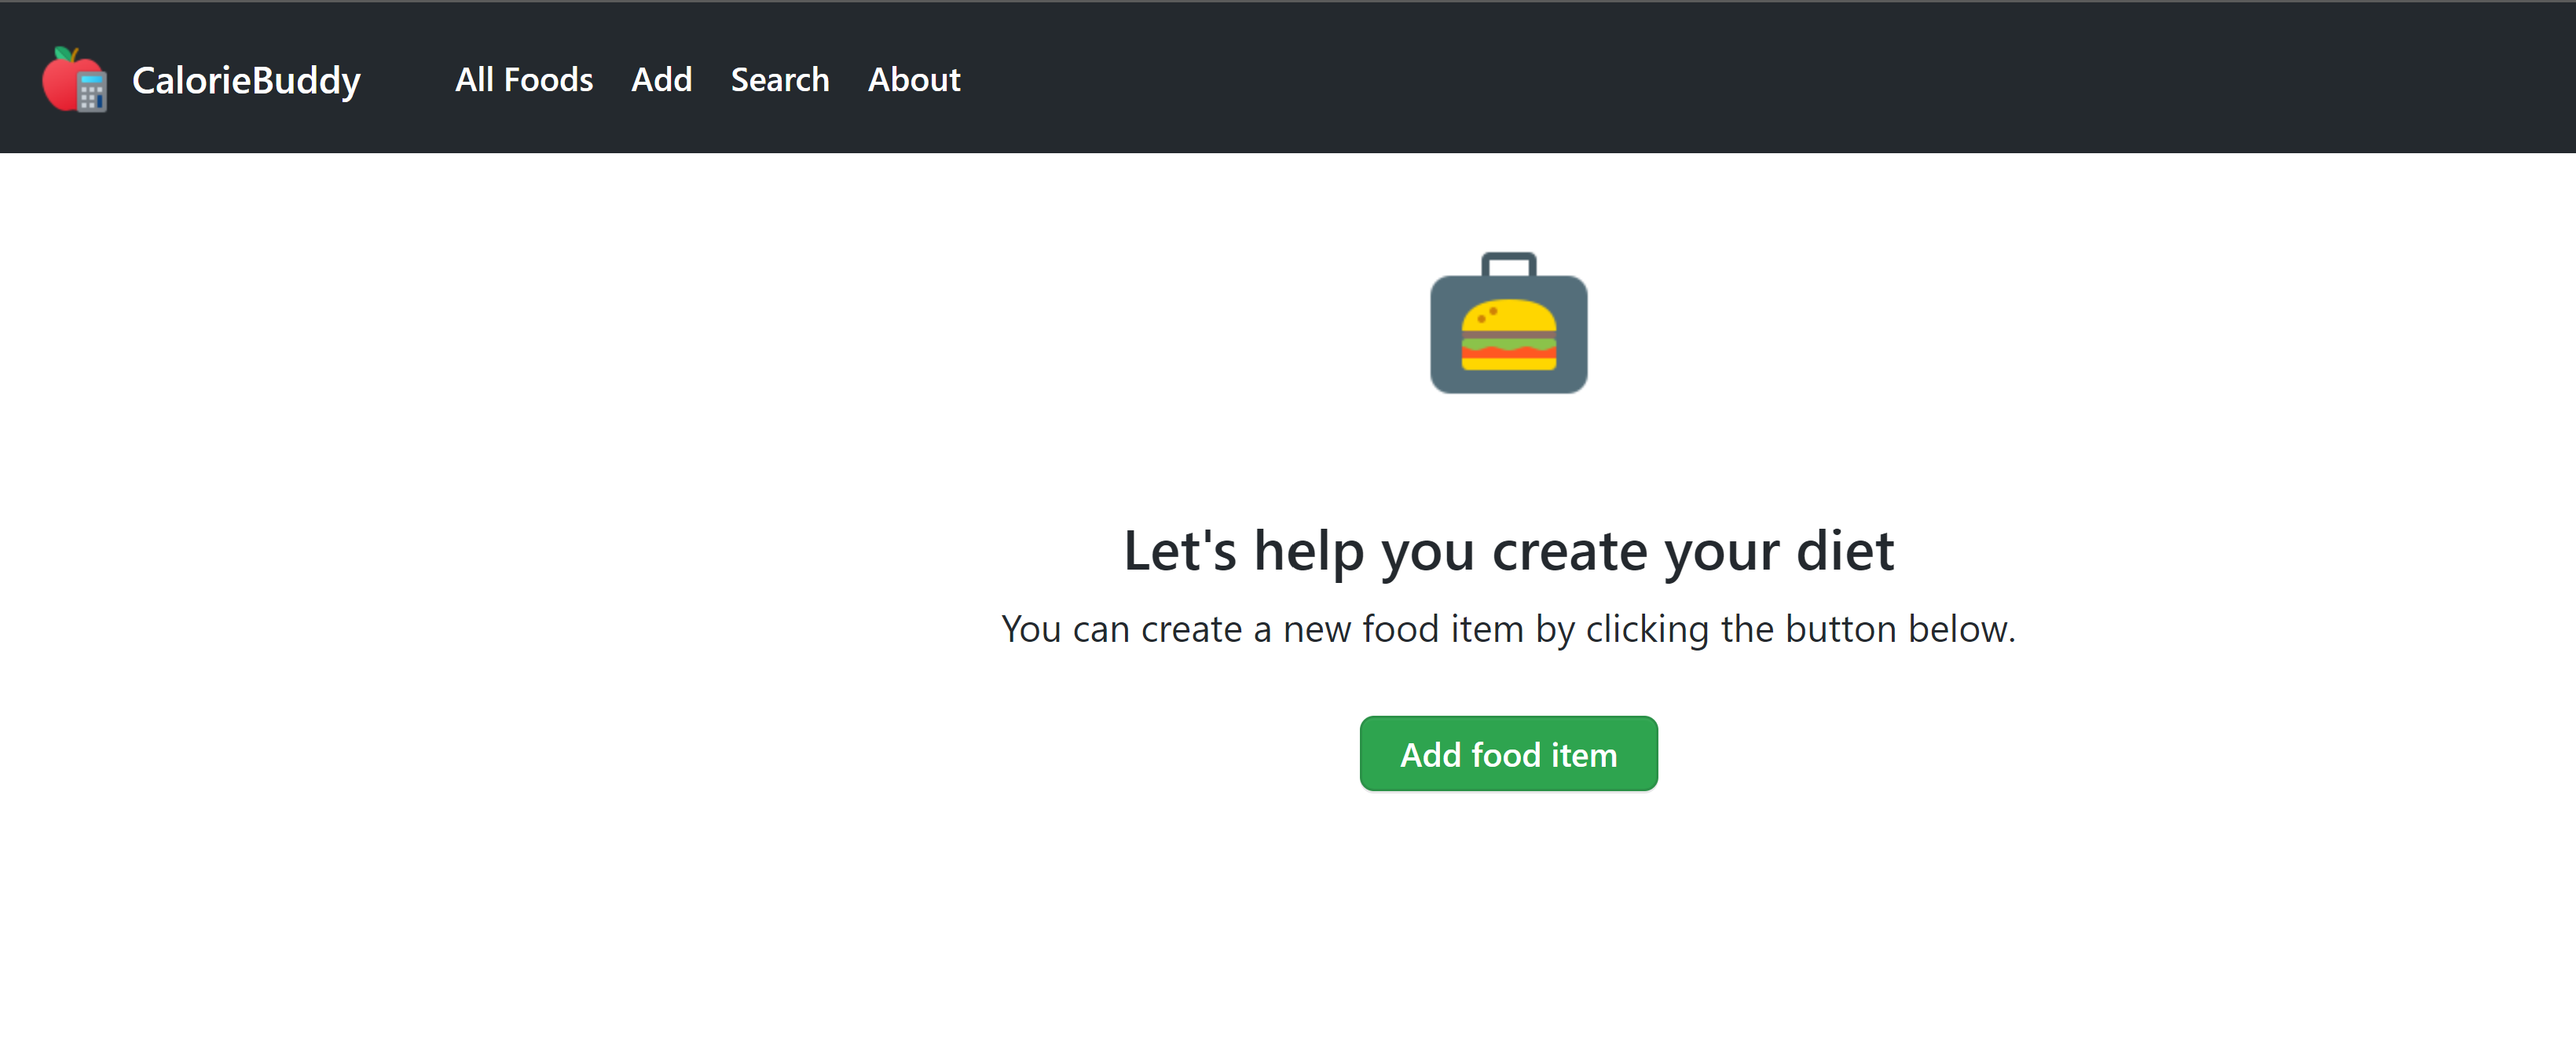 CalorieBuddy All Foods Add Search About
Let's help you create your diet
You can create a new food item by clicking the button below.
Add food item